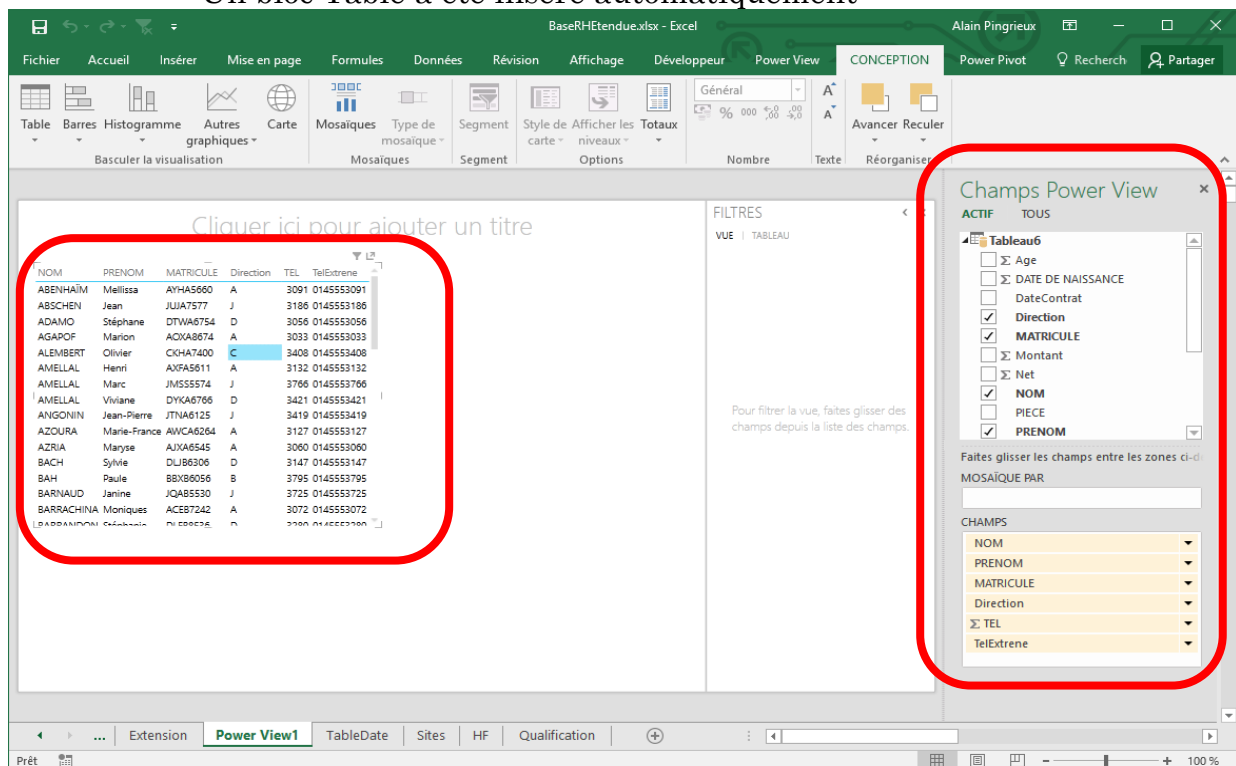 Un bloc Table a été inséré automatiquement
BaseRHEtendue.xlsx - Excel
Alain Pingrieux
Fichier Accueil Insérer Mise en page Formules Données Révision Affichage Développeur Power View CONCEPTION Power Pivot Recherch Partager
Table Barres Histogramme Autres graphiques Carte Mosaïques Type de mosaïque Segment Style de carte Afficher les niveaux Totaux Général % 000 Avancer Reculer
Basculer la visualisation Mosaïques Segment Options Nombre Texte Réorganiser
Cliquer ici pour ajouter un titre
NOM PRENOM MATRICULE Direction TEL TelExtrene
ABENHAÏM Mellissa AYHA5660 A 3091 0145553091
ABSCHEN Jean JUJA7577 J 3186 0145553186
ADAMO Stéphane DTWA6754 D 3056 0145553056
AGAPOF Marion AOXA8674 A 3033 0145553033
ALEMBERT Olivier CKHA7400 C 3408 0145553408
AMELLAL Henri AXFA5611 A 3132 0145553132
AMELLAL Marc JMSS5574 J 3766 0145553766
AMELLAL Viviane DYKA6766 D 3421 0145553421
ANGONIN Jean-Pierre JTNA6125 J 3419 0145553419
AZOURA Marie-France AWCA6264 A 3127 0145553127
AZRIA Maryse AJXA6545 A 3060 0145553060
BACH Sylvie DLJB6306 D 3147 0145553147
BAH Paule BBXB6056 B 3795 0145553795
BARNAUD Janine JQAB5530 J 3725 0145553725
BARRACHINA Moniques ACEB7242 A 3072 0145553072
FILTRES
VUE | TABLEAU
Pour filtrer la vue, faites glisser des
champs depuis la liste des champs.
Champs Power View
ACTIF TOUS
Tableau6
Σ Age
Σ DATE DE NAISSANCE
DateContrat
Direction
MATRICULE
Σ Montant
Σ Net
NOM
PIECE
PRENOM
Faites glisser les champs entre les zones ci-d
MOSAÏQUE PAR
CHAMPS
NOM
PRENOM
MATRICULE
Direction
Σ TEL
TelExtrene
... Extension Power View1 TableDate Sites HF Qualification
Prêt
100 %